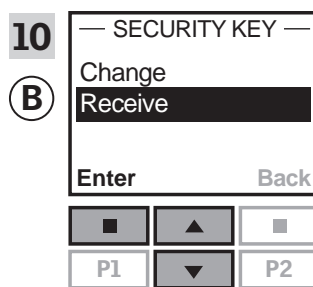 10
B
— SECURITY KEY —
Change
Receive
Enter Back
P1 P2